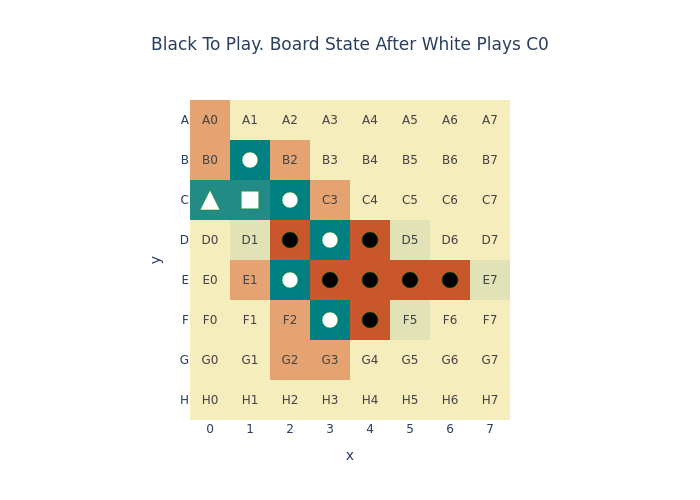 Black To Play. Board State After White Plays C0
A A0 A1 A2 A3 A4 A5 A6 A7
B B0 B2 B3 B4 B5 B6 B7
C C3 C4 C5 C6 C7
D D0 D1 D5 D6 D7
y
E E0 E1 E7
F F0 F1 F2 F5 F6 F7
G G0 G1 G2 G3 G4 G5 G6 G7
H H0 H1 H2 H3 H4 H5 H6 H7
0 1 2 3 4 5 6 7
x